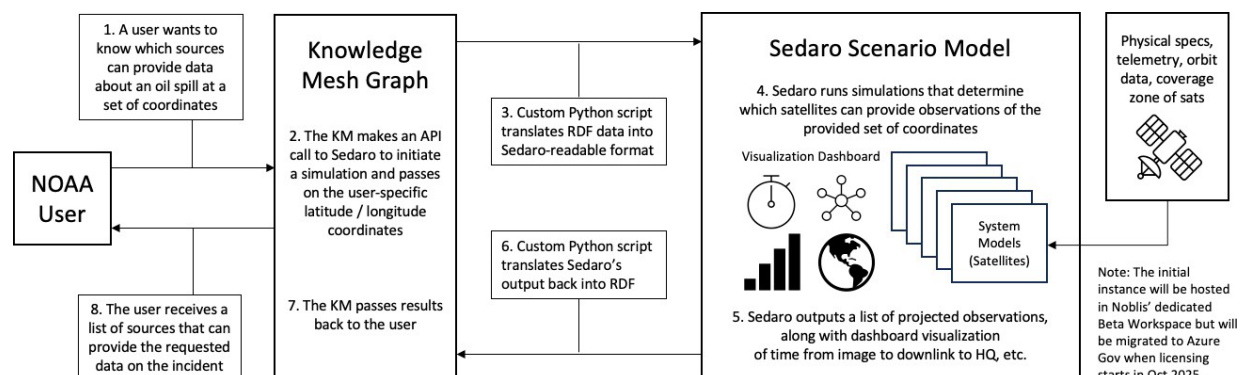 1. A user wants to
know which sources
can provide data
about an oil spill at a
set of coordinates
NOAA
User
8. The user receives a
list of sources that can
provide the requested
data on the incident
Knowledge
Mesh Graph
2. The KM makes an API
call to Sedaro to initiate
a simulation and passes
on the user-specific
latitude / longitude
coordinates
7. The KM passes results
back to the user
3. Custom Python script
translates RDF data into
Sedaro-readable format
6. Custom Python script
translates Sedaro’s
output back into RDF
Sedaro Scenario Model
4. Sedaro runs simulations that determine
which satellites can provide observations of the
provided set of coordinates
Visualization Dashboard
System
Models
(Satellites)
5. Sedaro outputs a list of projected observations,
along with dashboard visualization
of time from image to downlink to HQ, etc.
Physical specs,
telemetry, orbit
data, coverage
zone of sats
Note: The initial
instance will be hosted
in Noblis’ dedicated
Beta Workspace but will
be migrated to Azure
Gov when licensing
starts in Oct 2025